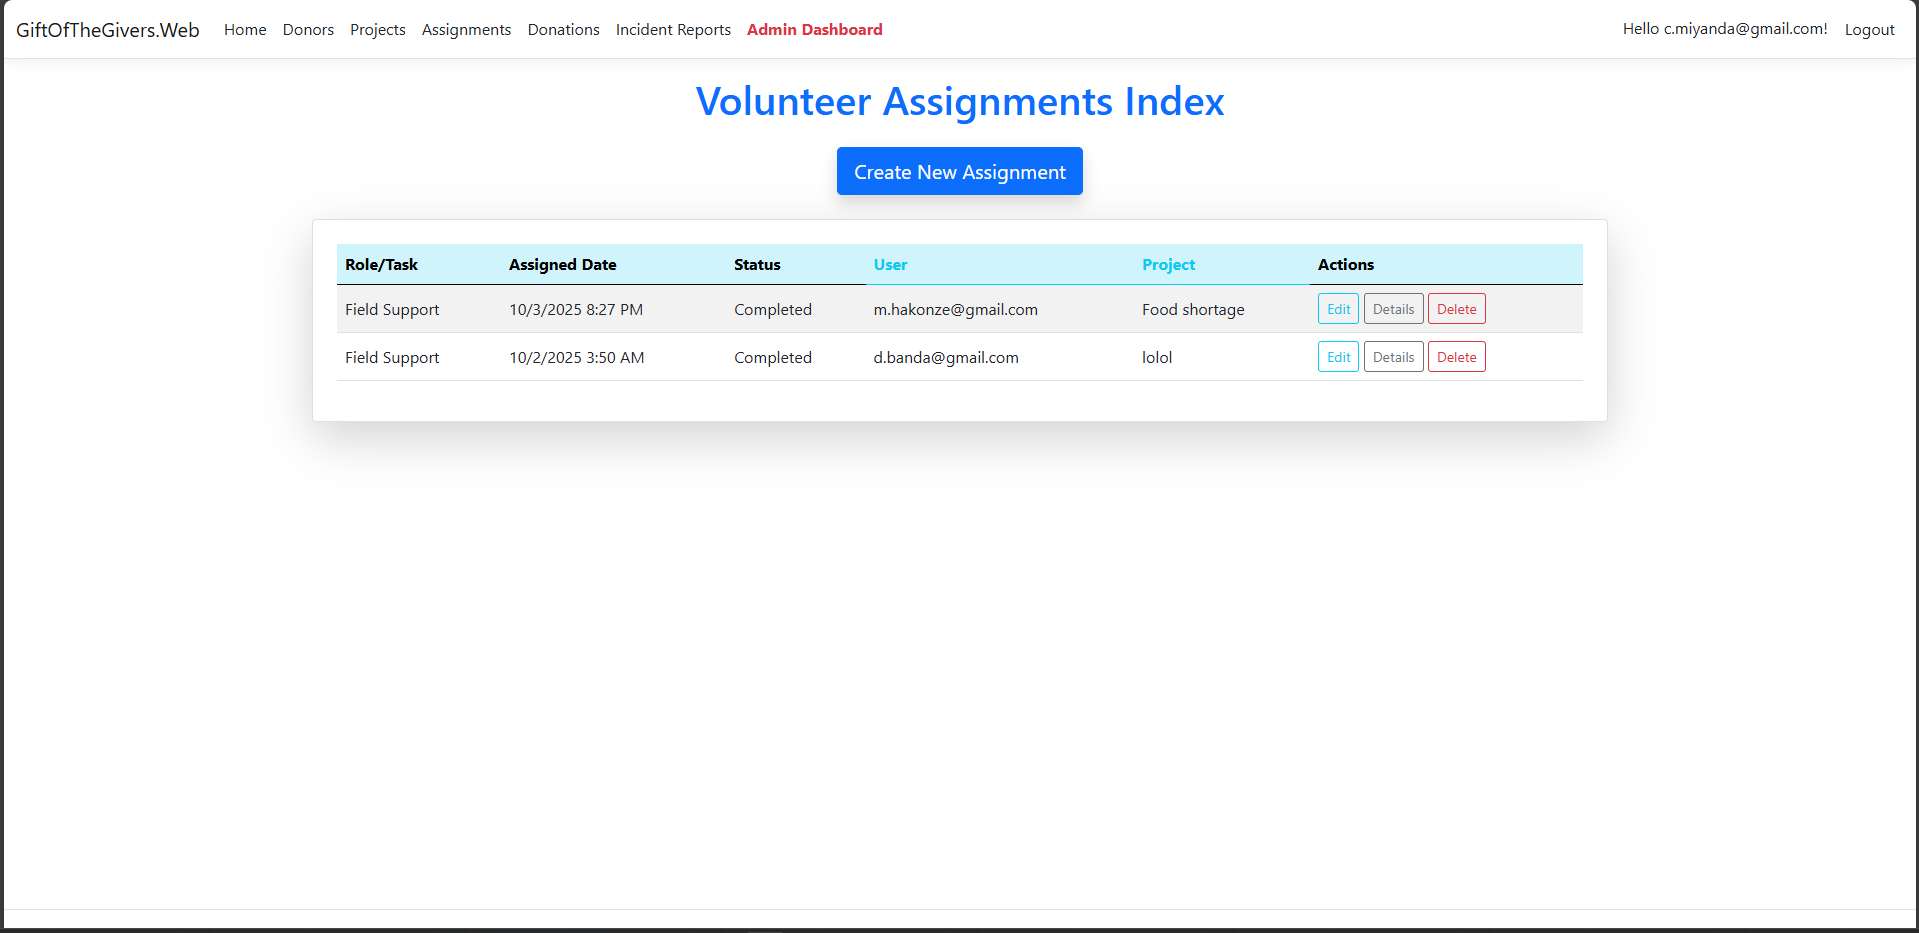 GiftOfTheGivers.Web Home Donors Projects Assignments Donations Incident Reports Admin Dashboard Hello c.miyanda@gmail.com! Logout
Volunteer Assignments Index
Create New Assignment
Role/Task Assigned Date Status User Project Actions
Field Support 10/3/2025 8:27 PM Completed m.hakonze@gmail.com Food shortage Edit Details Delete
Field Support 10/2/2025 3:50 AM Completed d.banda@gmail.com lolol Edit Details Delete